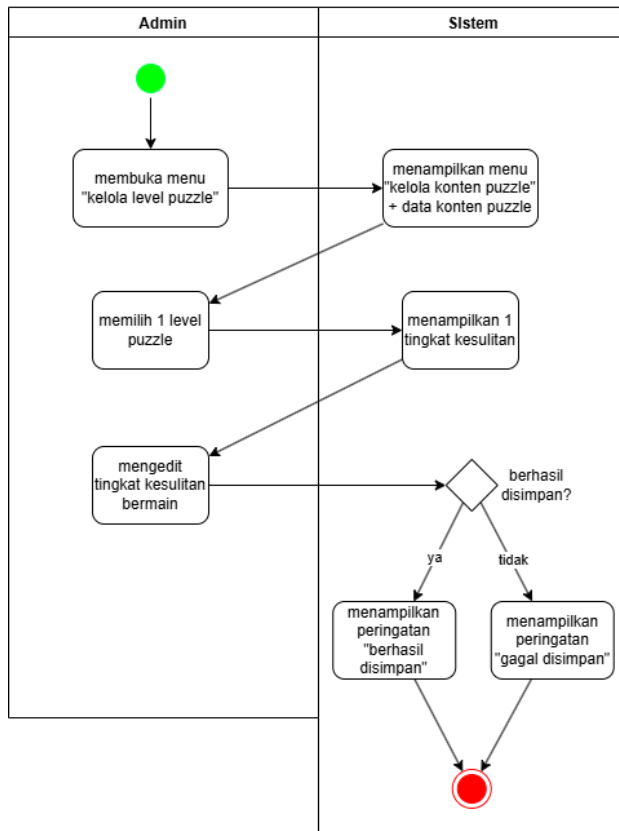 Admin
SIstem
membuka menu
"kelola level puzzle"
menampilkan menu
"kelola konten puzzle"
+ data konten puzzle
memilih 1 level
puzzle
menampilkan 1
tingkat kesulitan
mengedit
tingkat kesulitan
bermain
berhasil
disimpan?
ya
tidak
menampilkan
peringatan
"berhasil
disimpan"
menampilkan
peringatan
"gagal disimpan"